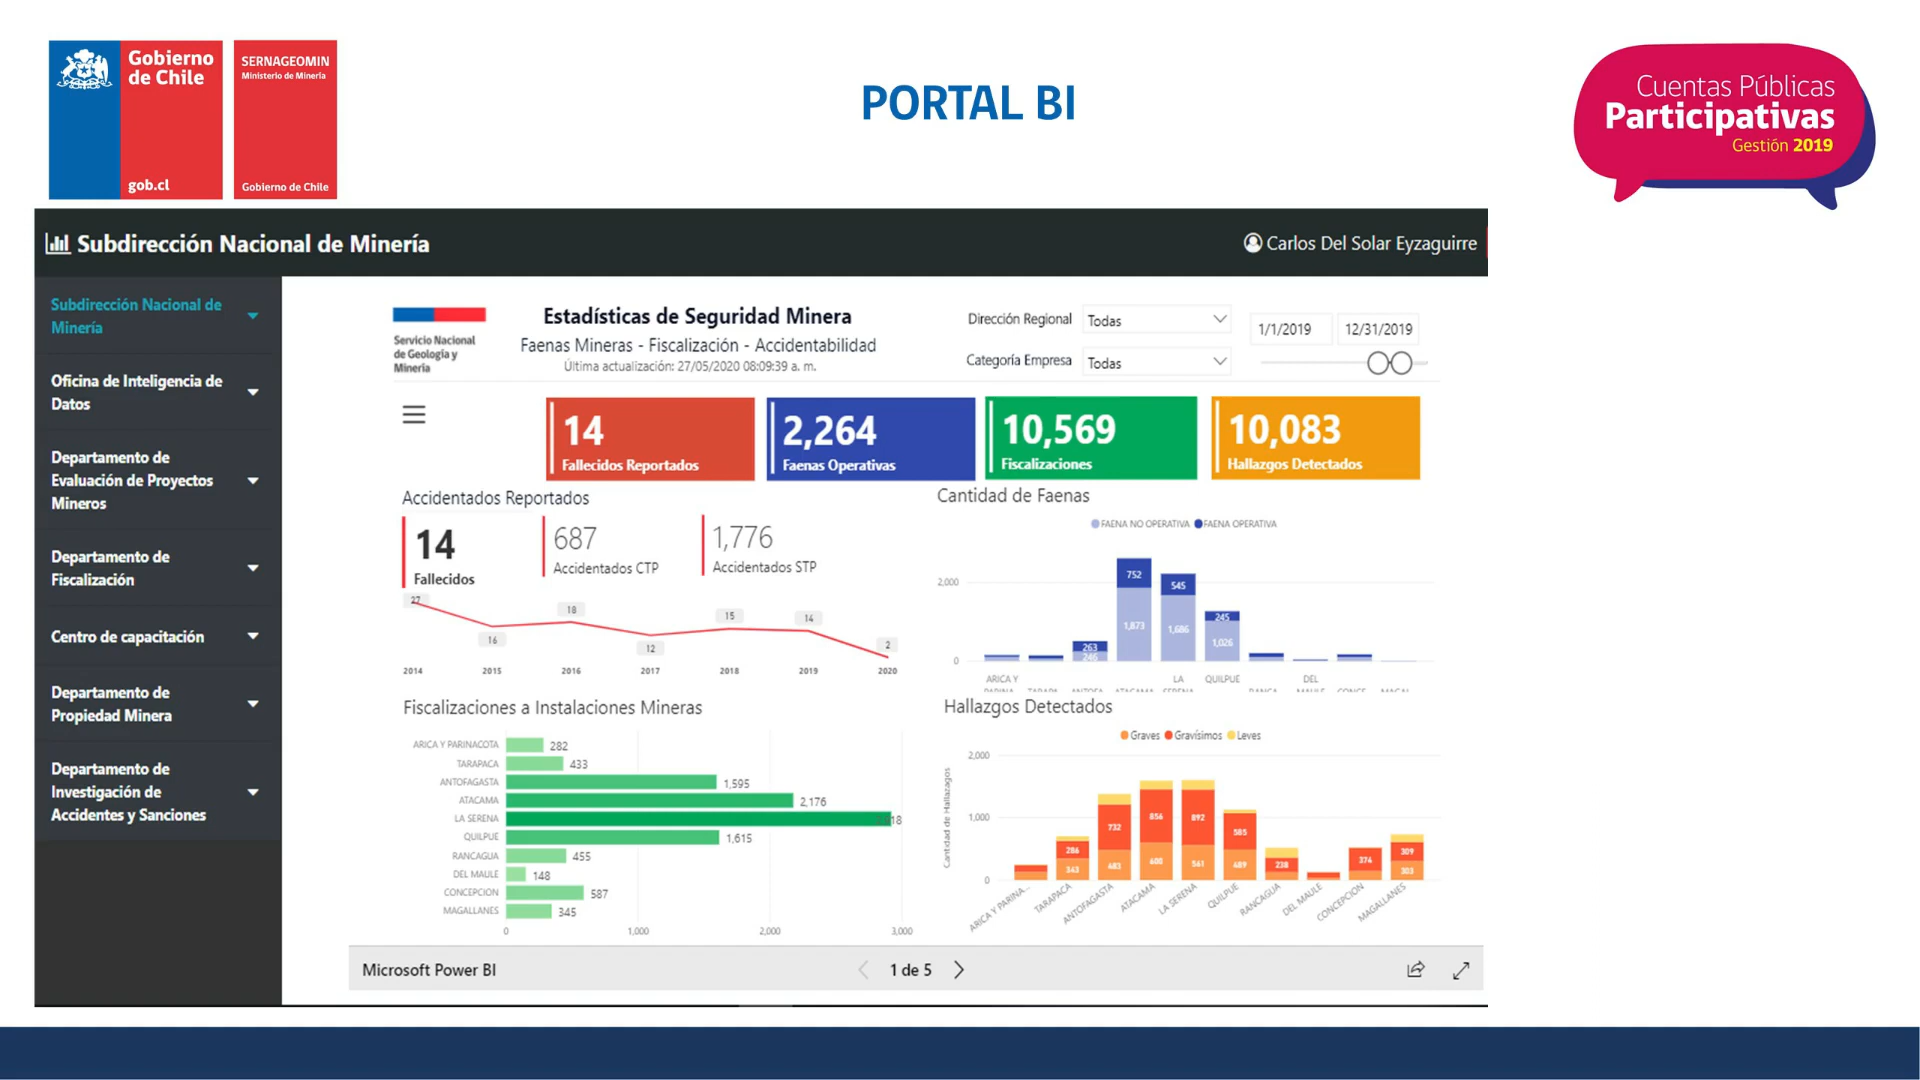 Gobierno
de Chile
gob.cl
SERNAGEOMIN
Ministerio de Minería
Gobierno de Chile
PORTAL BI
Cuentas Públicas
Participativas
Gestión 2019
Subdirección Nacional de Minería
Carlos Del Solar Eyzaguirre
Subdirección Nacional de
Minería
Oficina de Inteligencia de
Datos
Departamento de
Evaluación de Proyectos
Mineros
Departamento de
Fiscalización
Centro de capacitación
Departamento de
Propiedad Minera
Departamento de
Investigación de
Accidentes y Sanciones
Servicio Nacional
de Geología y
Minería
Estadísticas de Seguridad Minera
Faenas Mineras - Fiscalización - Accidentabilidad
Última actualización: 27/05/2020 08:09:39 a. m.
Dirección Regional Todas
Categoría Empresa Todas
1/1/2019 12/31/2019
14
Fallecidos Reportados
2,264
Faenas Operativas
10,569
Fiscalizaciones
10,083
Hallazgos Detectados
Accidentados Reportados
14
Fallecidos
687
Accidentados CTP
1,776
Accidentados STP
27
16
18
12
15
14
2
2014 2015 2016 2017 2018 2019 2020
Cantidad de Faenas
FAENA NO OPERATIVA FAENA OPERATIVA
2,000
0
263
246
752
1,873
545
1,686
245
1,026
ARICA Y
LA
QUILPUE
DEL
Fiscalizaciones a Instalaciones Mineras
ARICA Y PARINACOTA 282
TARAPACA 433
ANTOFAGASTA 1,595
ATACAMA 2,176
LA SERENA
QUILPUE 1,615
RANCAGUA 455
DEL MAULE 148
CONCEPCION 587
MAGALLANES 345
0 1,000 2,000 3,000
Hallazgos Detectados
Graves Gravísimos Leves
Cantidad de Hallazagos
2,000
1,000
0
286
343
732
483
856
600
892
561
585
489
238
374
309
303
ARICA Y PARINA...
TARAPACA
ANTOFAGASTA
ATACAMA
LA SERENA
QUILPUE
RANCAGUA
DEL MAULE
CONCEPCION
MAGALLANES
Microsoft Power BI
1 de 5